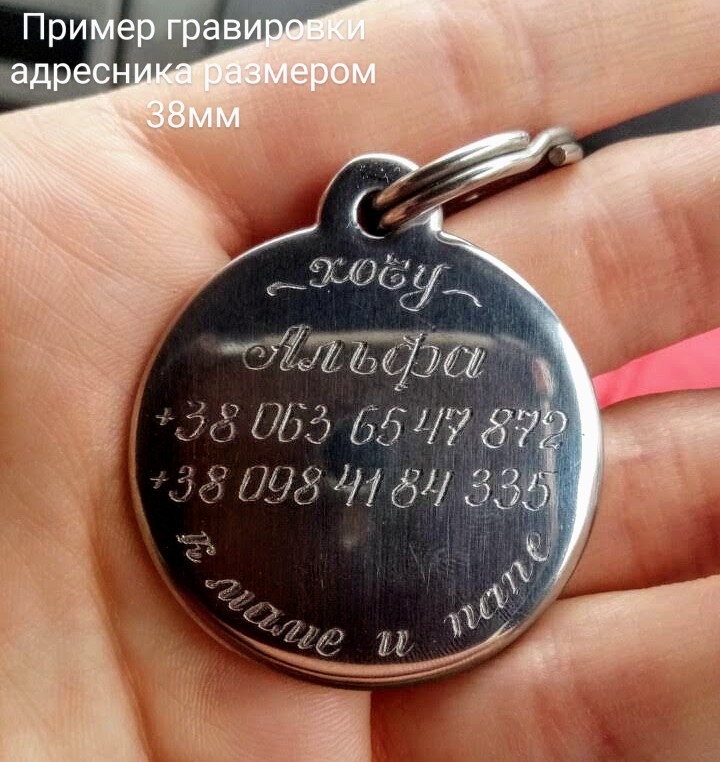 Пример гравировки
адресника размером
38мм
хочу
Альфа
+38 063 65 47 872
+38 098 41 84 335
к маме и папе